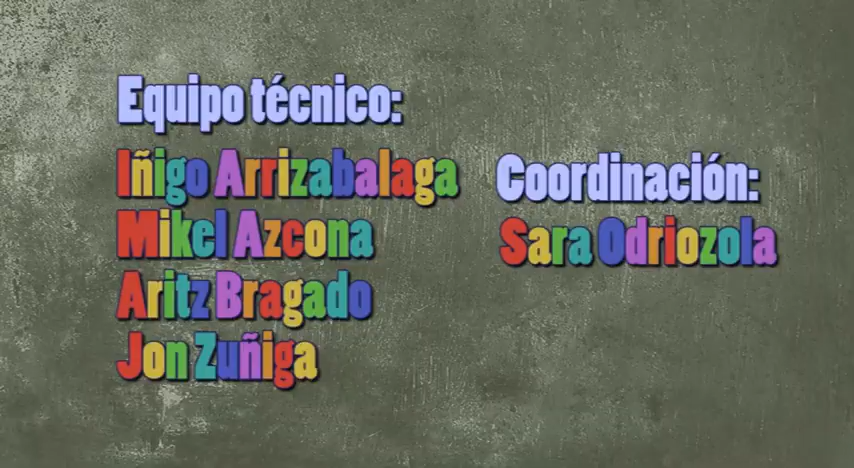 Equipo técnico:
Iñigo Arrizabalaga
Mikel Azcona
Aritz Bragado
Jon Zuñiga
Coordinación:
Sara Odriozola